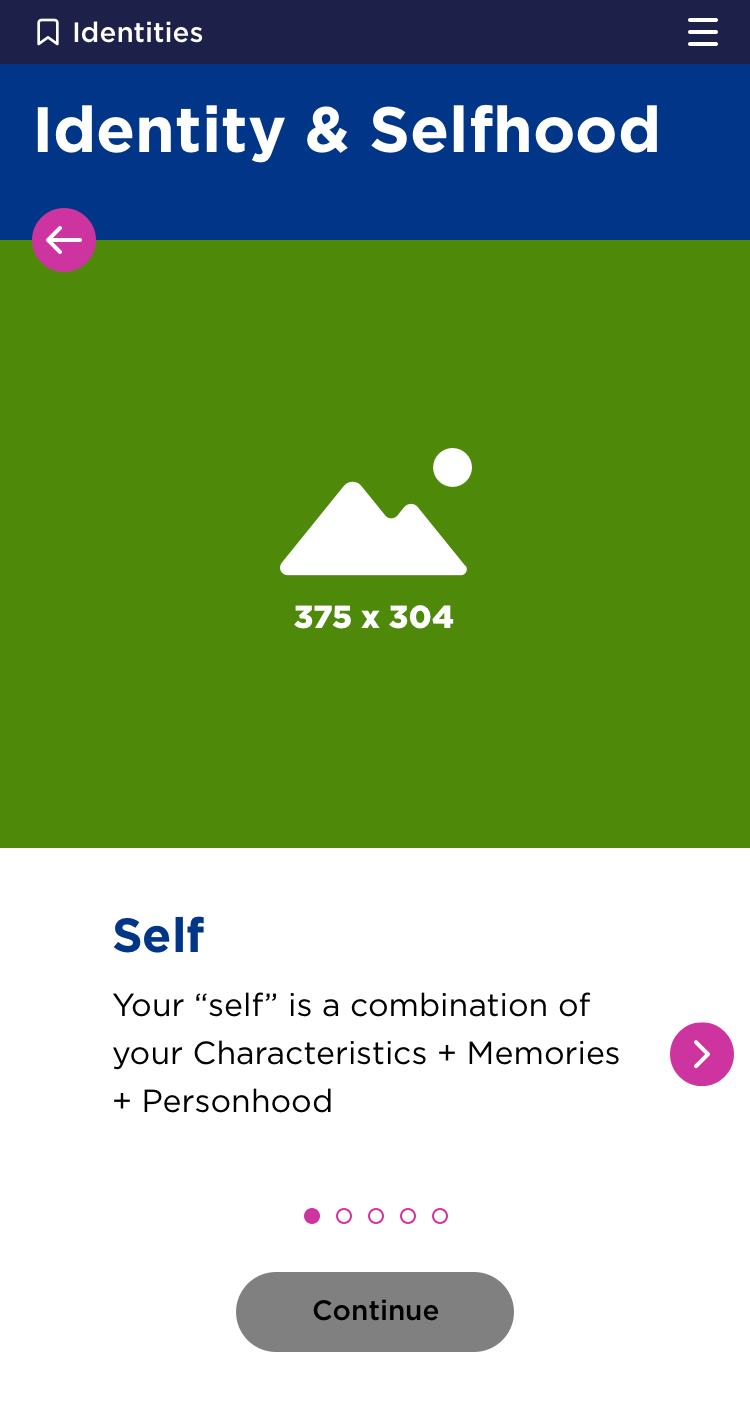 Identities
Identity & Selfhood
375 x 304
Self
Your “self” is a combination of
your Characteristics + Memories
+ Personhood
Continue